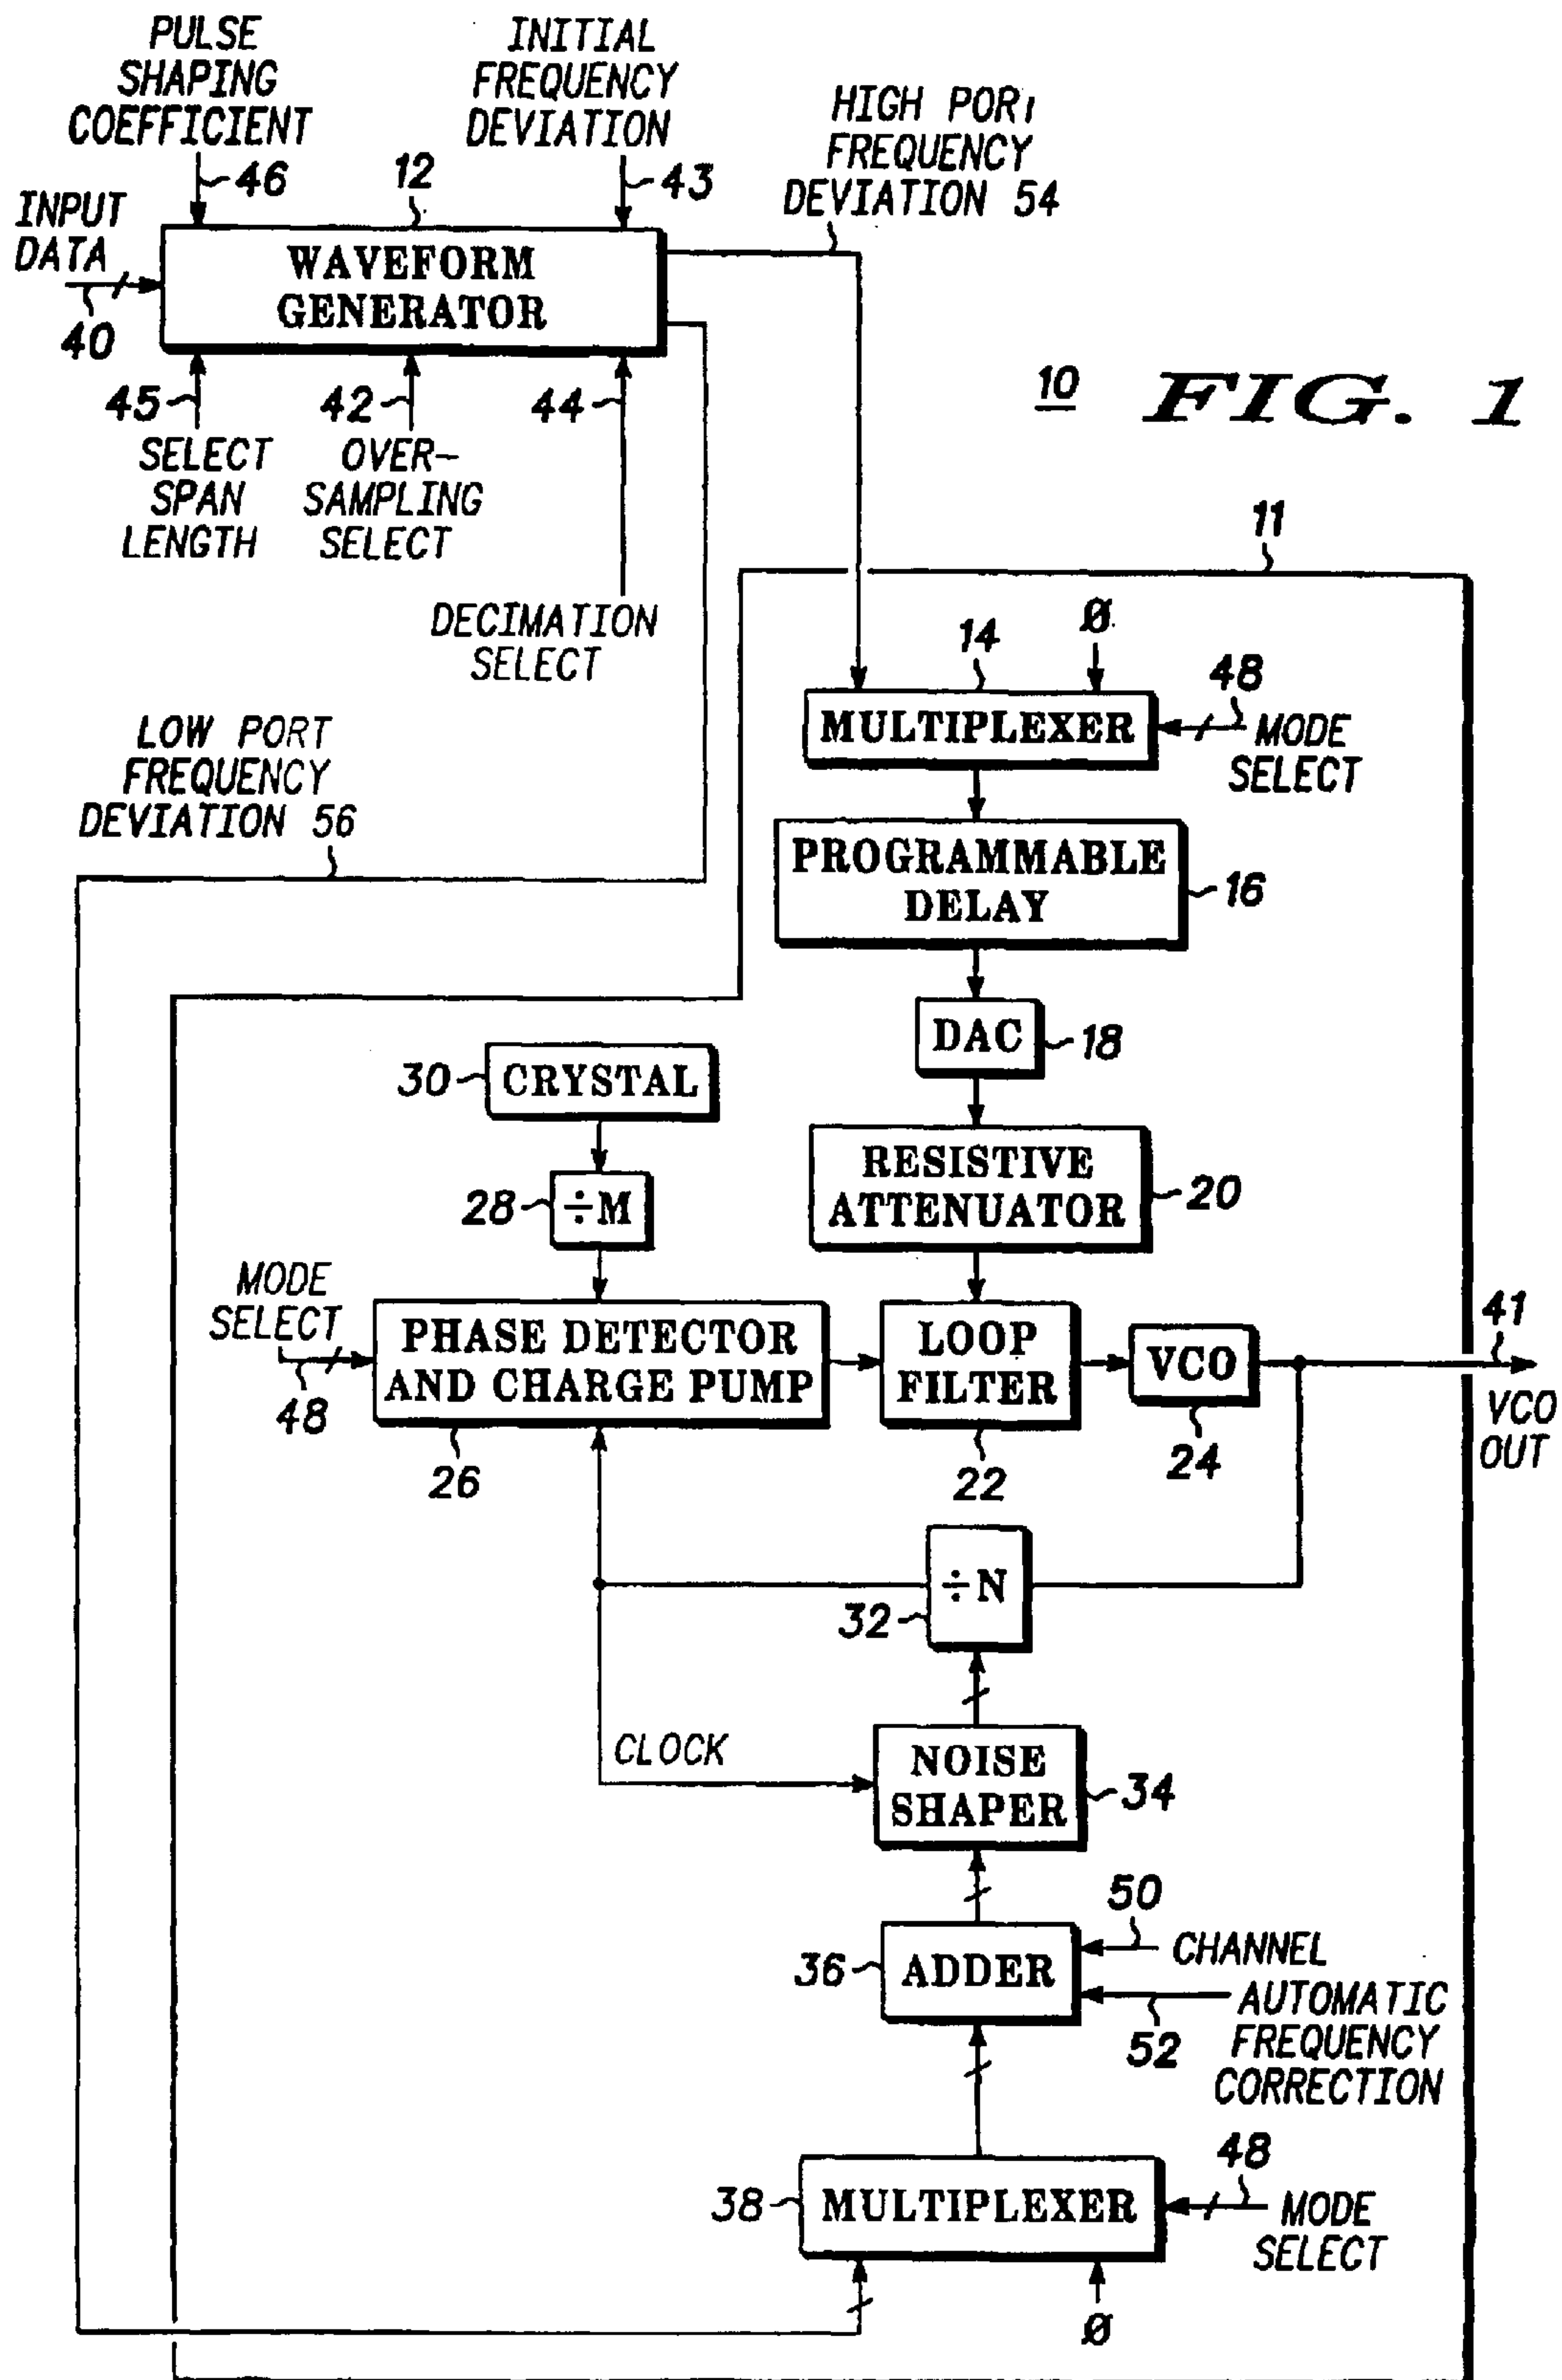 PULSE
SHAPING
COEFFICIENT
46
INITIAL
FREQUENCY
DEVIATION
43
HIGH PORT
FREQUENCY
DEVIATION 54
INPUT
DATA
40
12
WAVEFORM
GENERATOR
45
SELECT
SPAN
LENGTH
42
OVER-
SAMPLING
SELECT
44
DECIMATION
SELECT
10 FIG. 1
11
LOW PORT
FREQUENCY
DEVIATION 56
14
Ø
MULTIPLEXER
48
MODE
SELECT
PROGRAMMABLE
DELAY
16
DAC
18
30
CRYSTAL
28
÷M
RESISTIVE
ATTENUATOR
20
MODE
SELECT
48
PHASE DETECTOR
AND CHARGE PUMP
26
LOOP
FILTER
22
VCO
24
41
VCO
OUT
÷N
32
CLOCK
NOISE
SHAPER
34
36
ADDER
50
CHANNEL
52
AUTOMATIC
FREQUENCY
CORRECTION
38
MULTIPLEXER
48
MODE
SELECT
Ø